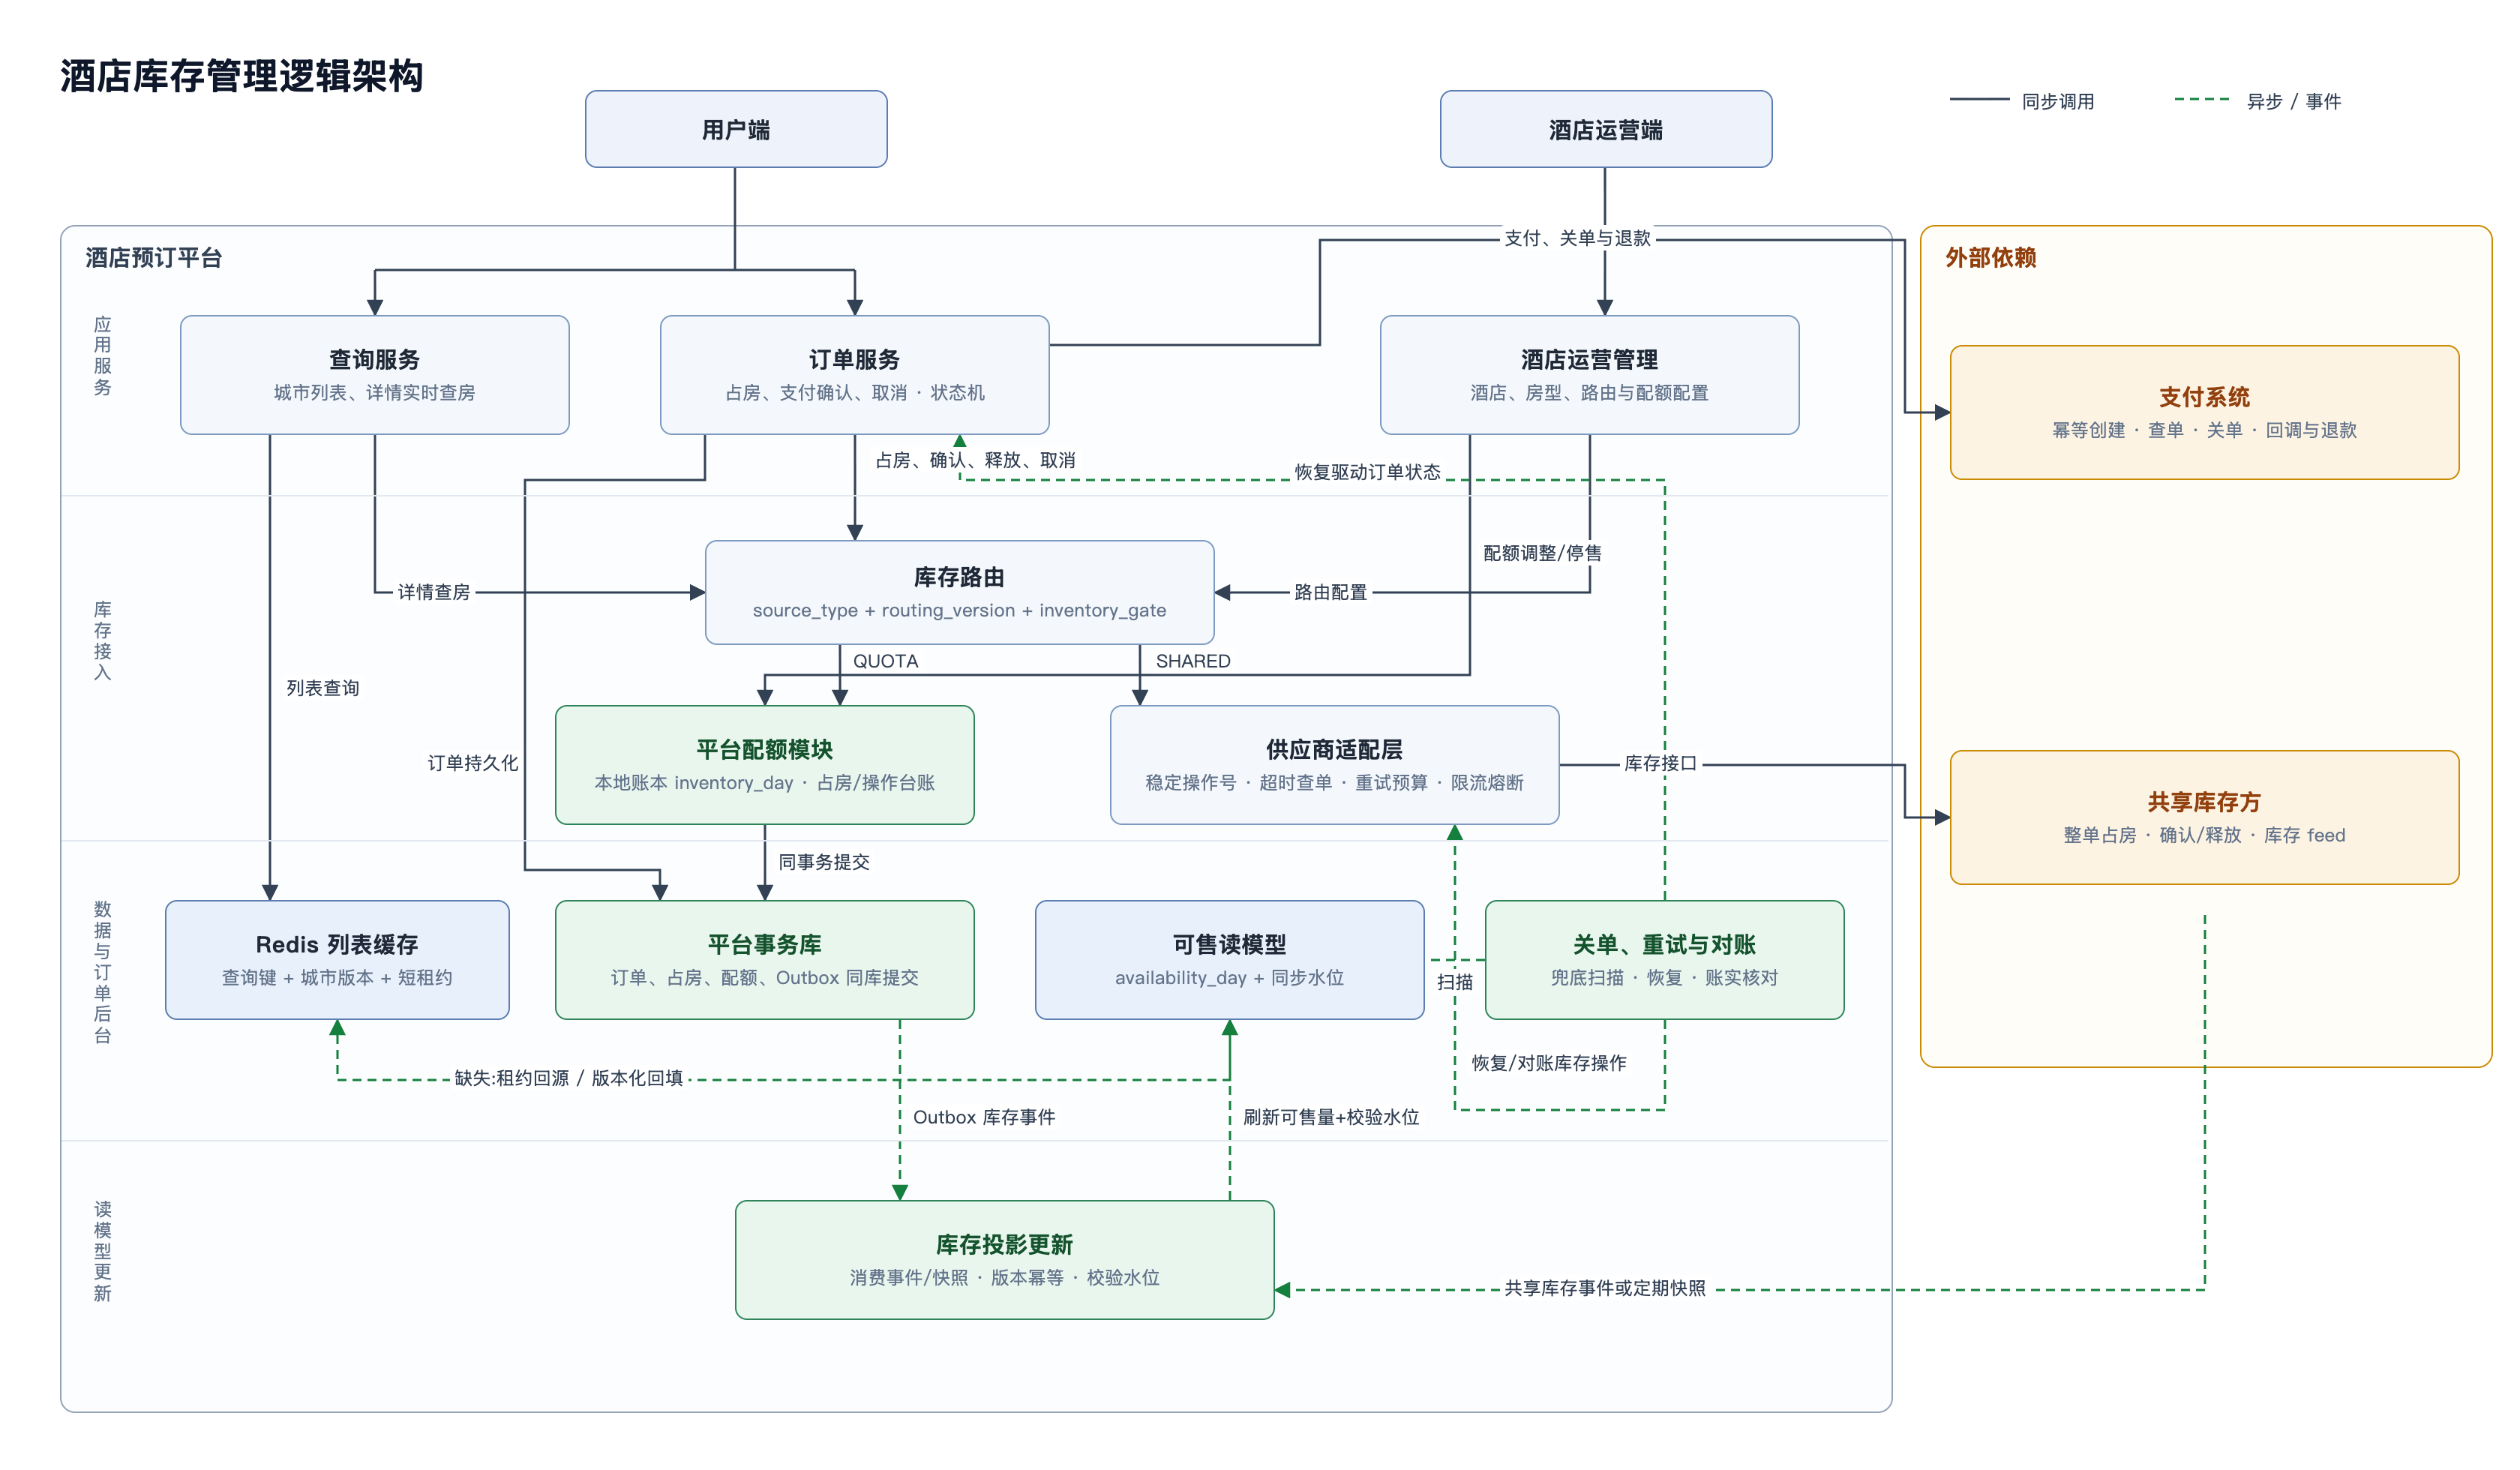 酒店库存管理逻辑架构
用户端
酒店运营端
同步调用
异步 / 事件
支付、关单与退款
酒店预订平台
外部依赖
应用服务
查询服务
城市列表、详情实时查房
订单服务
占房、支付确认、取消 · 状态机
酒店运营管理
酒店、房型、路由与配额配置
支付系统
幂等创建 · 查单 · 关单 · 回调与退款
占房、确认、释放、取消
恢复驱动订单状态
库存接入
配额调整/停售
库存路由
source_type + routing_version + inventory_gate
详情查房
路由配置
QUOTA
SHARED
列表查询
订单持久化
平台配额模块
本地账本 inventory_day · 占房/操作台账
供应商适配层
稳定操作号 · 超时查单 · 重试预算 · 限流熔断
库存接口
共享库存方
整单占房 · 确认/释放 · 库存 feed
同事务提交
数据与订单后台
Redis 列表缓存
查询键 + 城市版本 + 短租约
平台事务库
订单、占房、配额、Outbox 同库提交
可售读模型
availability_day + 同步水位
扫描
关单、重试与对账
兜底扫描 · 恢复 · 账实核对
缺失:租约回源 / 版本化回填
恢复/对账库存操作
Outbox 库存事件
刷新可售量+校验水位
读模型更新
库存投影更新
消费事件/快照 · 版本幂等 · 校验水位
共享库存事件或定期快照